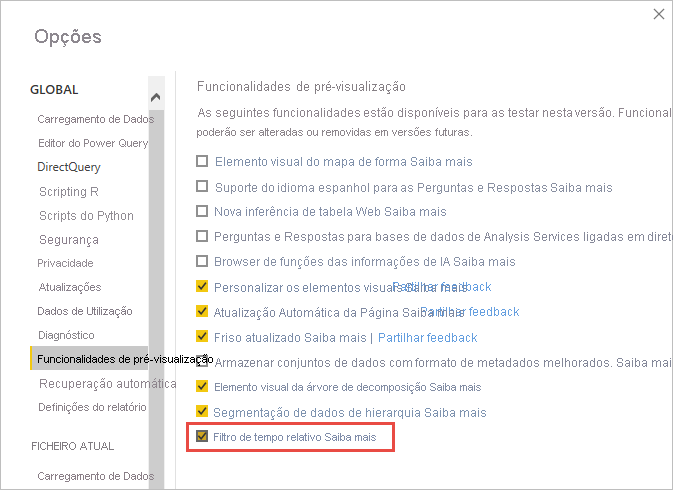 Opções
GLOBAL
Carregamento de Dados
Editor do Power Query
DirectQuery
Scripting R
Scripts do Python
Segurança
Privacidade
Atualizações
Dados de Utilização
Diagnóstico
Funcionalidades de pré-visualização
Recuperação automática
Definições do relatório
FICHEIRO ATUAL
Carregamento de Dados
Funcionalidades de pré-visualização
As seguintes funcionalidades estão disponíveis para as testar nesta versão. Funcional
poderão ser alteradas ou removidas em versões futuras.
Elemento visual do mapa de forma Saiba mais
Suporte do idioma espanhol para as Perguntas e Respostas Saiba mais
Nova inferência de tabela Web Saiba mais
Perguntas e Respostas para bases de dados de Analysis Services ligadas em diret
Browser de funções das informações de IA Saiba mais
Personalizar os elementos visuais Saiba mais Partilhar feedback
Atualização Automática da Página Saiba mais Partilhar feedback
Friso atualizado Saiba mais | Partilhar feedback
Armazenar conjuntos de dados com formato de metadados melhorados. Saiba mai
Elemento visual da árvore de decomposição Saiba mais
Segmentação de dados de hierarquia Saiba mais
Filtro de tempo relativo Saiba mais